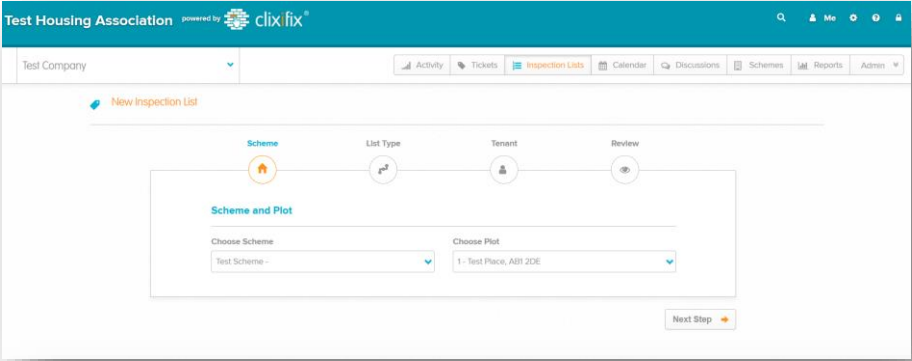 Test Housing Association powered by clixifix®
Me
Test Company
Activity Tickets Inspection Lists Calendar Discussions Schemes Reports Admin
New Inspection List
Scheme List Type Tenant Review
Scheme and Plot
Choose Scheme Choose Plot
Test Scheme - 1 - Test Place, AB1 2DE
Next Step